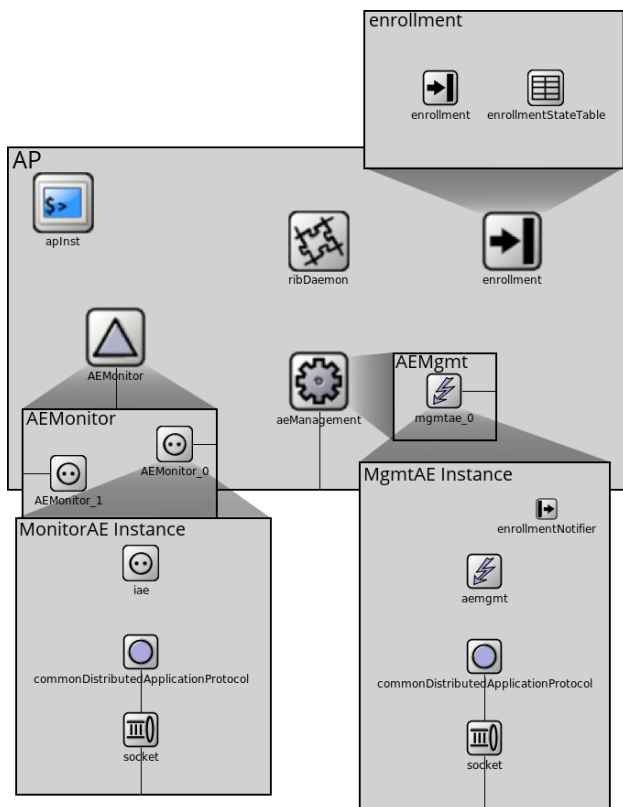 enrollment
enrollment
enrollmentStateTable
AP
$>
apInst
ribDaemon
enrollment
AEMonitor
aeManagement
AEMgmt
mgmtae_0
AEMonitor
AEMonitor_0
AEMonitor_1
MgmtAE Instance
enrollmentNotifier
MonitorAE Instance
iae
aemgmt
commonDistributedApplicationProtocol
commonDistributedApplicationProtocol
socket
socket